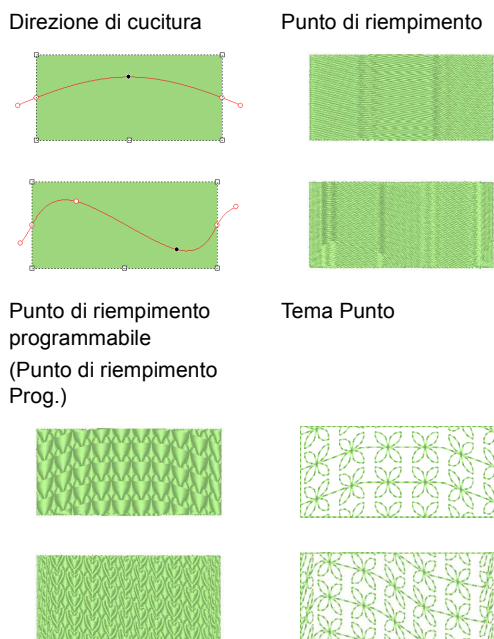 Direzione di cucitura
Punto di riempimento
Punto di riempimento
programmabile
(Punto di riempimento
Prog.)
Tema Punto